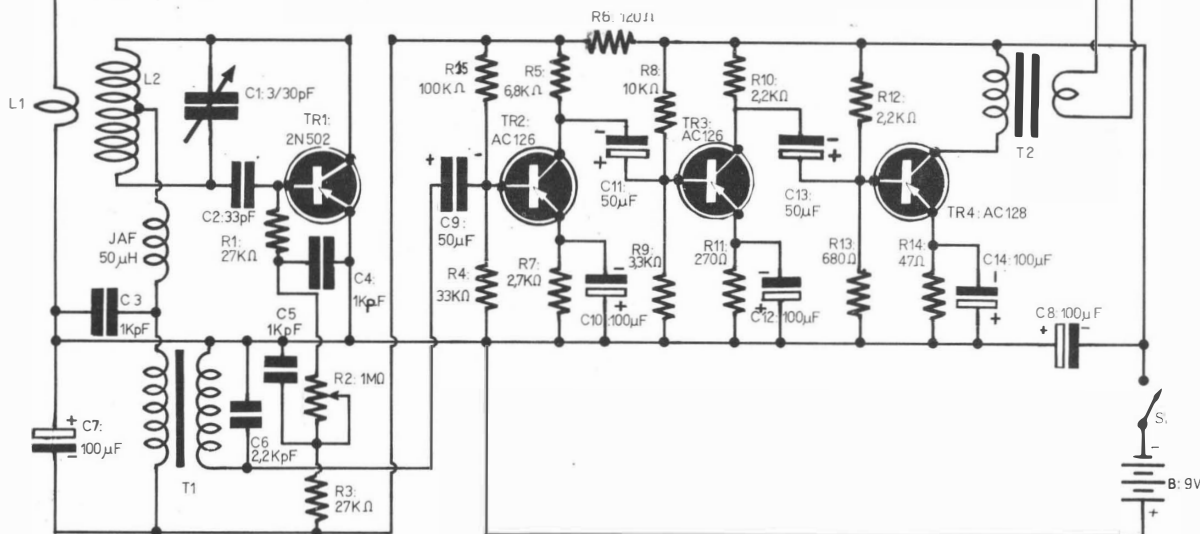 R6: 120Ω
L1
L2
C1: 3/30pF
TR1:
2N502
C2:33pF
R1:
27KΩ
JAF
50μH
C4:
1KpF
C3
1KpF
C5
1KpF
R2: 1MΩ
C6
2,2KpF
C7:
100μF
T1
R3:
27KΩ
100KΩ
R5:
6,8KΩ
TR2:
AC126
C9:
50μF
R4:
33KΩ
R7:
2,7KΩ
C10:100μF
C11:
50μF
R8:
10KΩ
TR3:
AC126
R9:
3,3KΩ
R10:
2,2KΩ
R11:
270Ω
C12:100μF
C13:
50μF
R12:
2,2KΩ
R13:
680Ω
TR4: AC128
R14:
47Ω
C14:100μF
T2
C8: 100μF
S
B: 9V